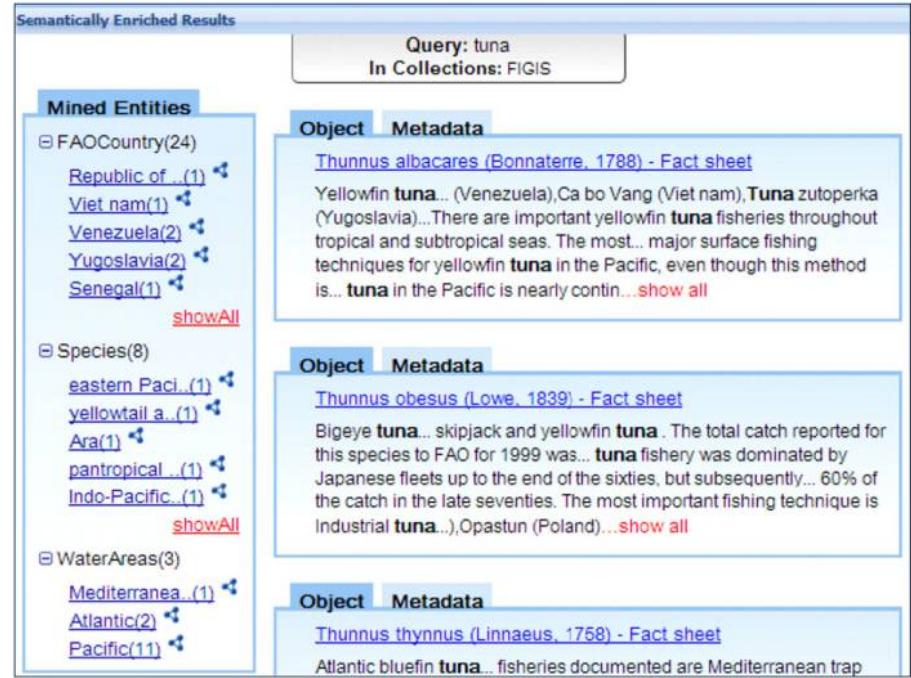 Semantically Enriched Results
Query: tuna
In Collections: FIGIS
Mined Entities
FAOCountry(24)
Republic of ..(1)
Viet nam(1)
Venezuela(2)
Yugoslavia(2)
Senegal(1)
showAll
Species(8)
eastern Paci..(1)
yellowtail a..(1)
Ara(1)
pantropical ..(1)
Indo-Pacific..(1)
showAll
WaterAreas(3)
Mediterranea..(1)
Atlantic(2)
Pacific(11)
Object Metadata
Thunnus albacares (Bonnaterre, 1788) - Fact sheet
Yellowfin tuna... (Venezuela),Ca bo Vang (Viet nam),Tuna zutoperka
(Yugoslavia)...There are important yellowfin tuna fisheries throughout
tropical and subtropical seas. The most... major surface fishing
techniques for yellowfin tuna in the Pacific, even though this method
is... tuna in the Pacific is nearly contin...show all
Object Metadata
Thunnus obesus (Lowe, 1839) - Fact sheet
Bigeye tuna... skipjack and yellowfin tuna . The total catch reported for
this species to FAO for 1999 was... tuna fishery was dominated by
Japanese fleets up to the end of the sixties, but subsequently... 60% of
the catch in the late seventies. The most important fishing technique is
Industrial tuna...),Opastun (Poland)...show all
Object Metadata
Thunnus thynnus (Linnaeus, 1758) - Fact sheet
Atlantic bluefin tuna... fisheries documented are Mediterranean trap